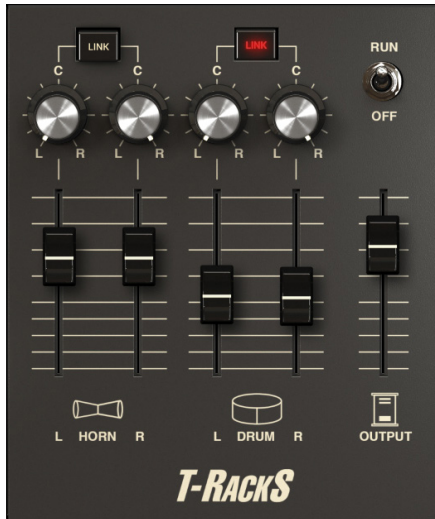 LINK LINK RUN
C C C C
OFF
L R L R L R L R
L HORN R L DRUM R OUTPUT
T-RACKS